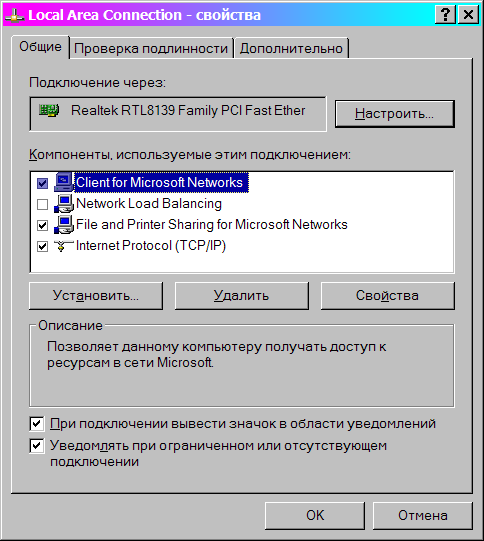 Local Area Connection - свойства
Общие Проверка подлинности Дополнительно
Подключение через:
Realtek RTL8139 Family PCI Fast Ether
Настроить...
Компоненты, используемые этим подключением:
Client for Microsoft Networks
Network Load Balancing
File and Printer Sharing for Microsoft Networks
Internet Protocol (TCP/IP)
Установить... Удалить Свойства
Описание
Позволяет данному компьютеру получать доступ к
ресурсам в сети Microsoft.
При подключении вывести значок в области уведомлений
Уведомлять при ограниченном или отсутствующем
подключении
OK Отмена